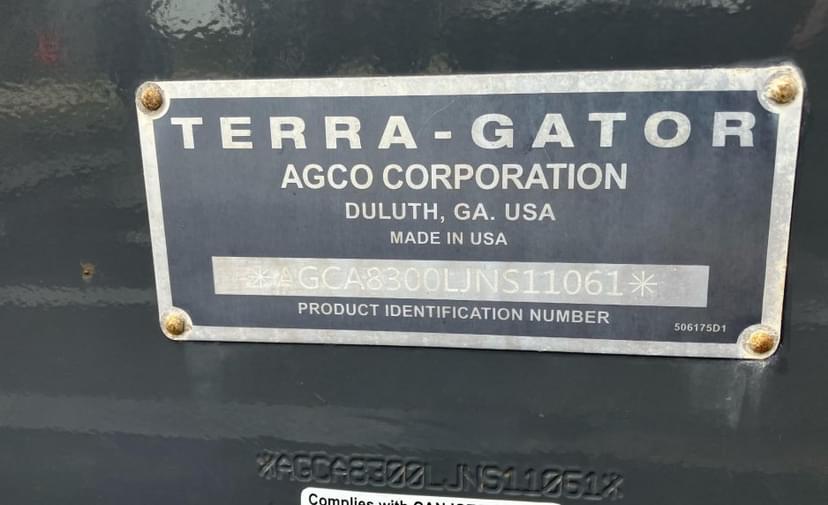 TERRA-GATOR
AGCO CORPORATION
DULUTH, GA. USA
MADE IN USA
*AGCA8300LJNS11061*
PRODUCT IDENTIFICATION NUMBER
506175D1
*AGCA8300LJNS11061*
Complies with